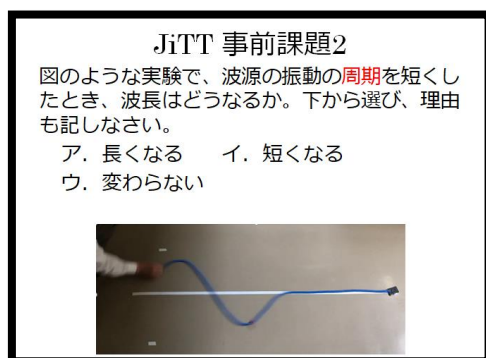 JiTT 事前課題2
図のような実験で、波源の振動の周期を短くし
たとき、波長はどうなるか。下から選び、理由
も記しなさい。
ア．長くなる　イ．短くなる
ウ．変わらない